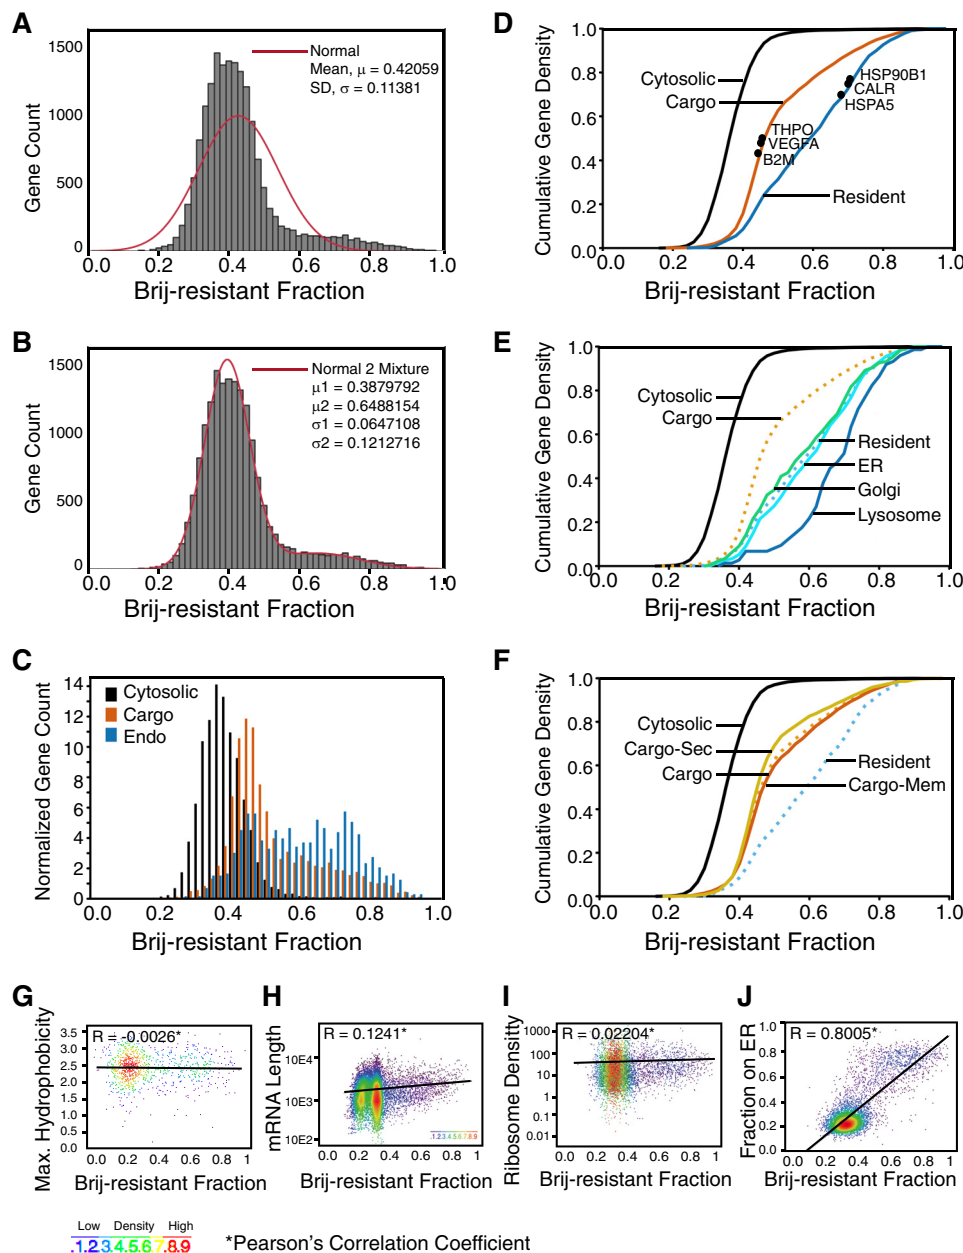 A
1500
1000
500
0
Gene Count
Normal
Mean, μ = 0.42059
SD, σ = 0.11381
0.0 0.2 0.4 0.6 0.8 1.0
Brij-resistant Fraction
B
1500
1000
500
0
Gene Count
Normal 2 Mixture
μ1 = 0.3879792
μ2 = 0.6488154
σ1 = 0.0647108
σ2 = 0.1212716
0.0 0.2 0.4 0.6 0.8 1.0
Brij-resistant Fraction
C
14
12
10
8
6
4
2
0
Normalized Gene Count
Cytosolic
Cargo
Endo
0.0 0.2 0.4 0.6 0.8 1.0
Brij-resistant Fraction
D
1.0
0.8
0.6
0.4
0.2
0.0
Cumulative Gene Density
Cytosolic
Cargo
HSP90B1
CALR
HSPA5
THPO
VEGFA
B2M
Resident
0.0 0.2 0.4 0.6 0.8 1.0
Brij-resistant Fraction
E
1.0
0.8
0.6
0.4
0.2
0.0
Cumulative Gene Density
Cytosolic
Cargo
Resident
ER
Golgi
Lysosome
0.0 0.2 0.4 0.6 0.8 1.0
Brij-resistant Fraction
F
1.0
0.8
0.6
0.4
0.2
0.0
Cumulative Gene Density
Cytosolic
Cargo-Sec
Cargo
Resident
Cargo-Mem
0.0 0.2 0.4 0.6 0.8 1.0
Brij-resistant Fraction
G
R = -0.0026*
3.5
3.0
2.5
2.0
1.5
1.0
0.5
0.0
Max. Hydrophobicity
0.0 0.2 0.4 0.6 0.8 1
Brij-resistant Fraction
H
R = 0.1241*
10E4
10E3
10E2
mRNA Length
.1.2.3.4.5.6.7.8.9
0.0 0.2 0.4 0.6 0.8 1
Brij-resistant Fraction
I
R = 0.02204*
1000
100
10
1
0.1
0.01
Ribosome Density
0.0 0.2 0.4 0.6 0.8 1
Brij-resistant Fraction
J
R = 0.8005*
1.0
0.8
0.6
0.4
0.2
0.0
Fraction on ER
0.0 0.2 0.4 0.6 0.8 1
Brij-resistant Fraction
Low Density High
.1.2.3.4.5.6.7.8.9
*Pearson's Correlation Coefficient